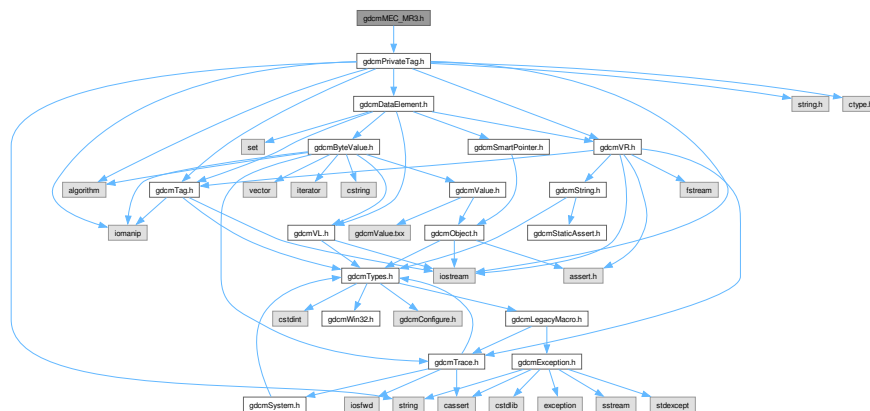 gdcmMEC_MR3.h
gdcmPrivateTag.h
gdcmDataElement.h
string.h
ctype.h
set
gdcmByteValue.h
gdcmSmartPointer.h
gdcmVR.h
algorithm
gdcmTag.h
vector
iterator
cstring
gdcmValue.h
gdcmString.h
fstream
iomanip
gdcmVL.h
gdcmValue.txx
gdcmObject.h
gdcmStaticAssert.h
gdcmTypes.h
iostream
assert.h
cstdint
gdcmWin32.h
gdcmConfigure.h
gdcmLegacyMacro.h
gdcmTrace.h
gdcmException.h
gdcmSystem.h
iosfwd
string
cassert
cstdlib
exception
sstream
stdexcept